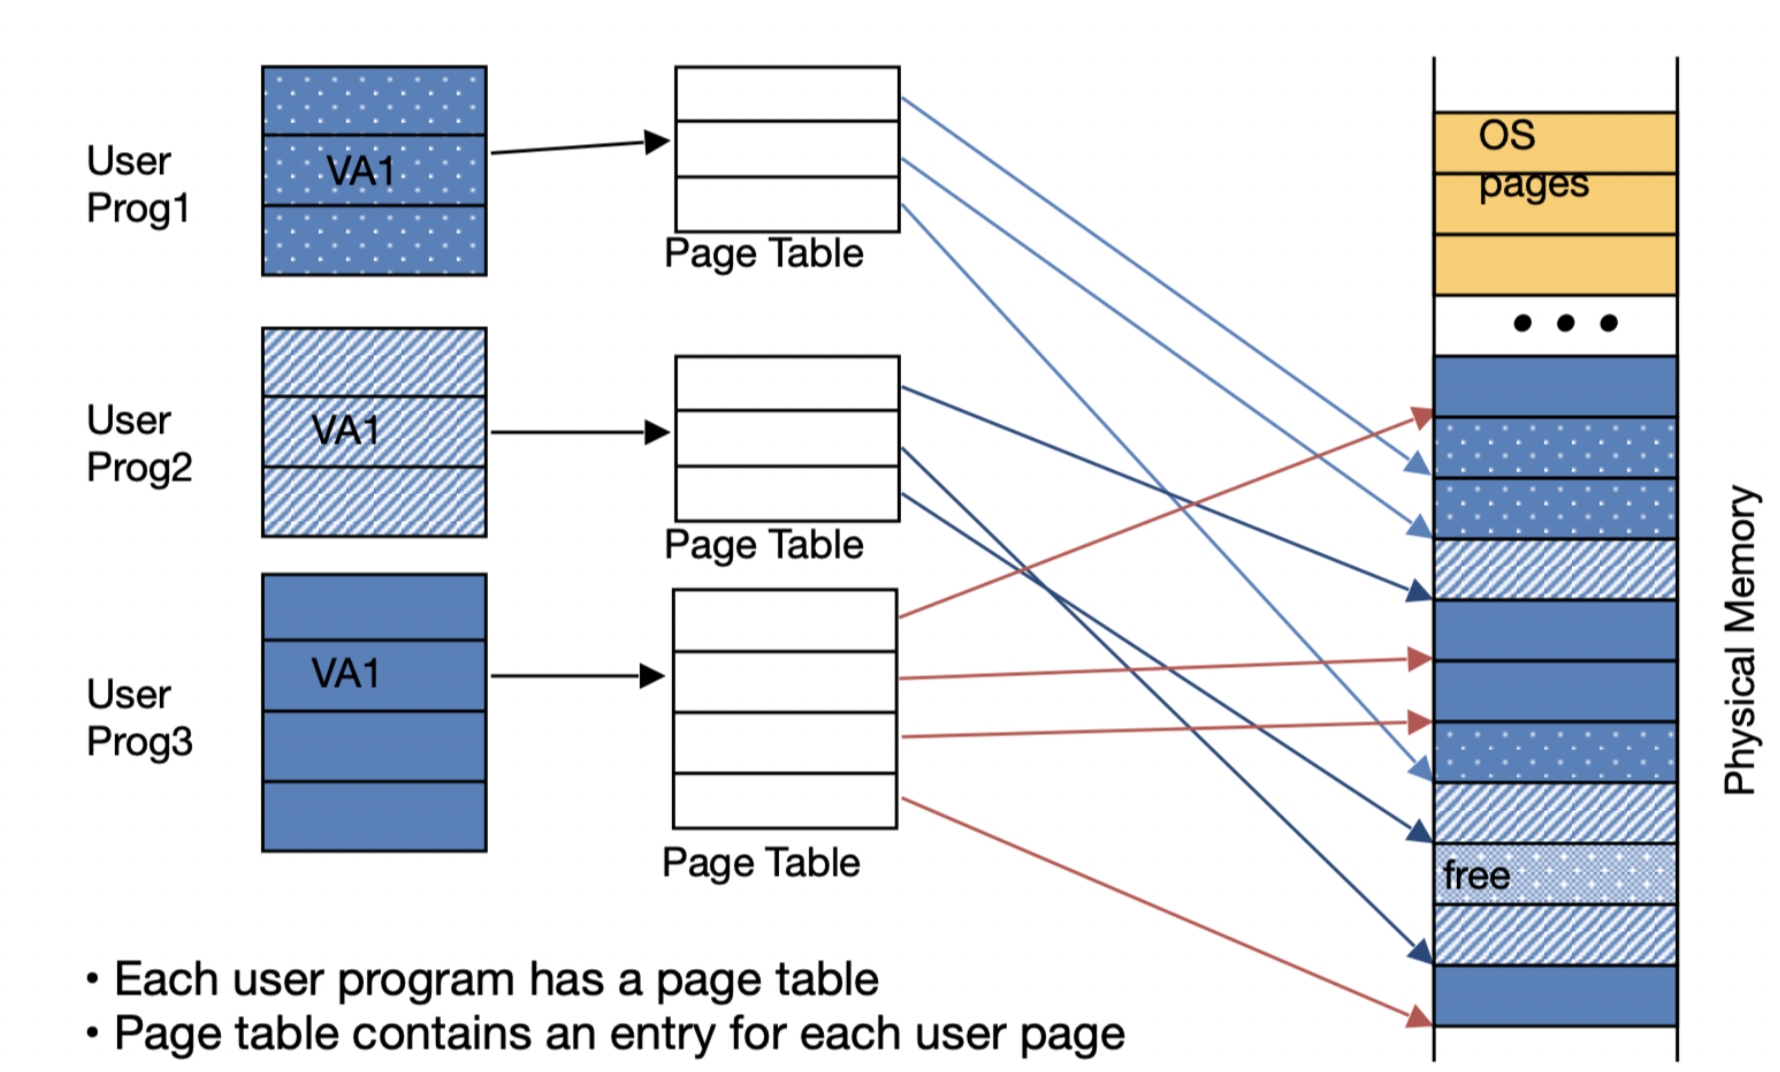 User
Prog1
VA1
Page Table
OS
pages
User
Prog2
VA1
Page Table
User
Prog3
VA1
Page Table
free
Physical Memory
• Each user program has a page table
• Page table contains an entry for each user page